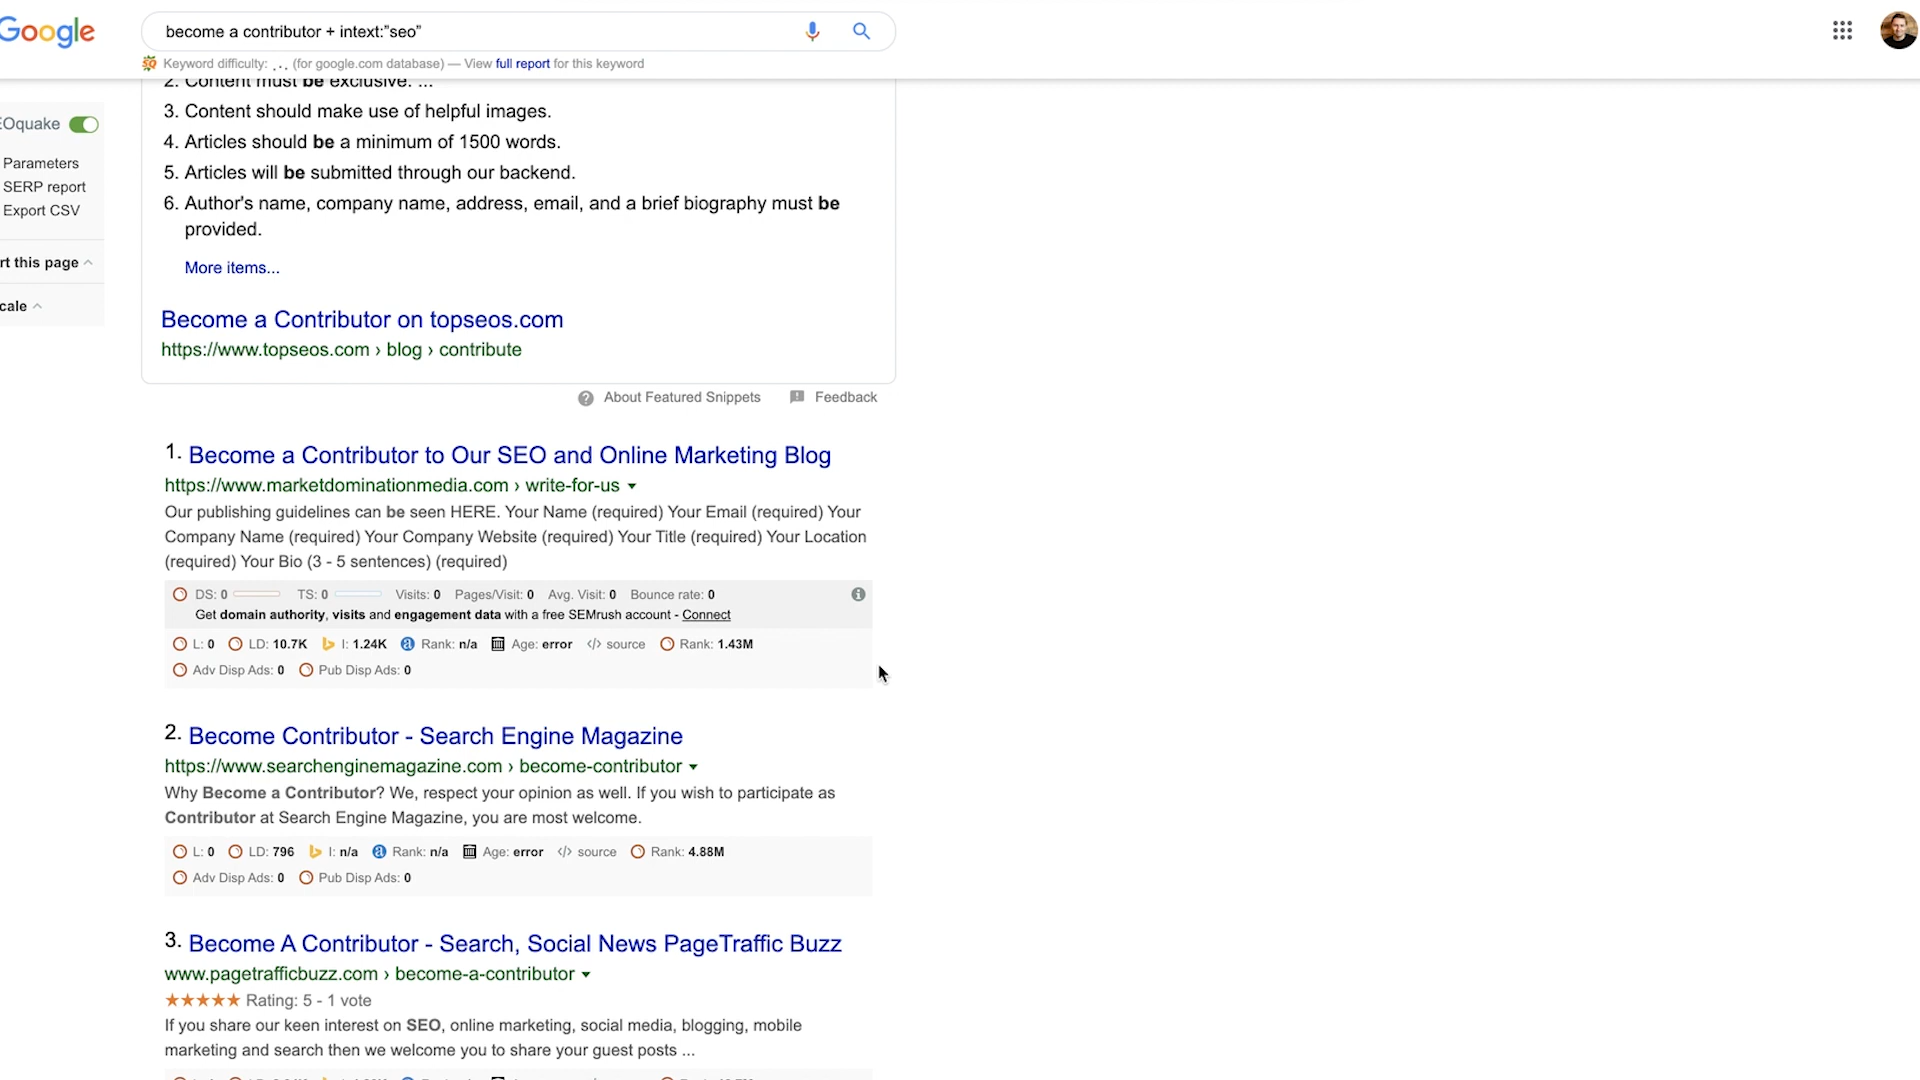 Google
become a contributor + intext:"seo"
Keyword difficulty: ... (for google.com database) — View full report for this keyword
2. Content must be exclusive. ...
3. Content should make use of helpful images.
4. Articles should be a minimum of 1500 words.
5. Articles will be submitted through our backend.
6. Author's name, company name, address, email, and a brief biography must be
provided.
More items...
EOquake
Parameters
SERP report
Export CSV
rt this page
cale
Become a Contributor on topseos.com
https://www.topseos.com › blog › contribute
About Featured Snippets Feedback
1. Become a Contributor to Our SEO and Online Marketing Blog
https://www.marketdominationmedia.com › write-for-us
Our publishing guidelines can be seen HERE. Your Name (required) Your Email (required) Your
Company Name (required) Your Company Website (required) Your Title (required) Your Location
(required) Your Bio (3 - 5 sentences) (required)
DS: 0 TS: 0 Visits: 0 Pages/Visit: 0 Avg. Visit: 0 Bounce rate: 0
Get domain authority, visits and engagement data with a free SEMrush account - Connect
L: 0 LD: 10.7K I: 1.24K Rank: n/a Age: error </> source Rank: 1.43M
Adv Disp Ads: 0 Pub Disp Ads: 0
2. Become Contributor - Search Engine Magazine
https://www.searchenginemagazine.com › become-contributor
Why Become a Contributor? We, respect your opinion as well. If you wish to participate as
Contributor at Search Engine Magazine, you are most welcome.
L: 0 LD: 796 I: n/a Rank: n/a Age: error </> source Rank: 4.88M
Adv Disp Ads: 0 Pub Disp Ads: 0
3. Become A Contributor - Search, Social News PageTraffic Buzz
www.pagetrafficbuzz.com › become-a-contributor
★★★★★ Rating: 5 - 1 vote
If you share our keen interest on SEO, online marketing, social media, blogging, mobile
marketing and search then we welcome you to share your guest posts ...